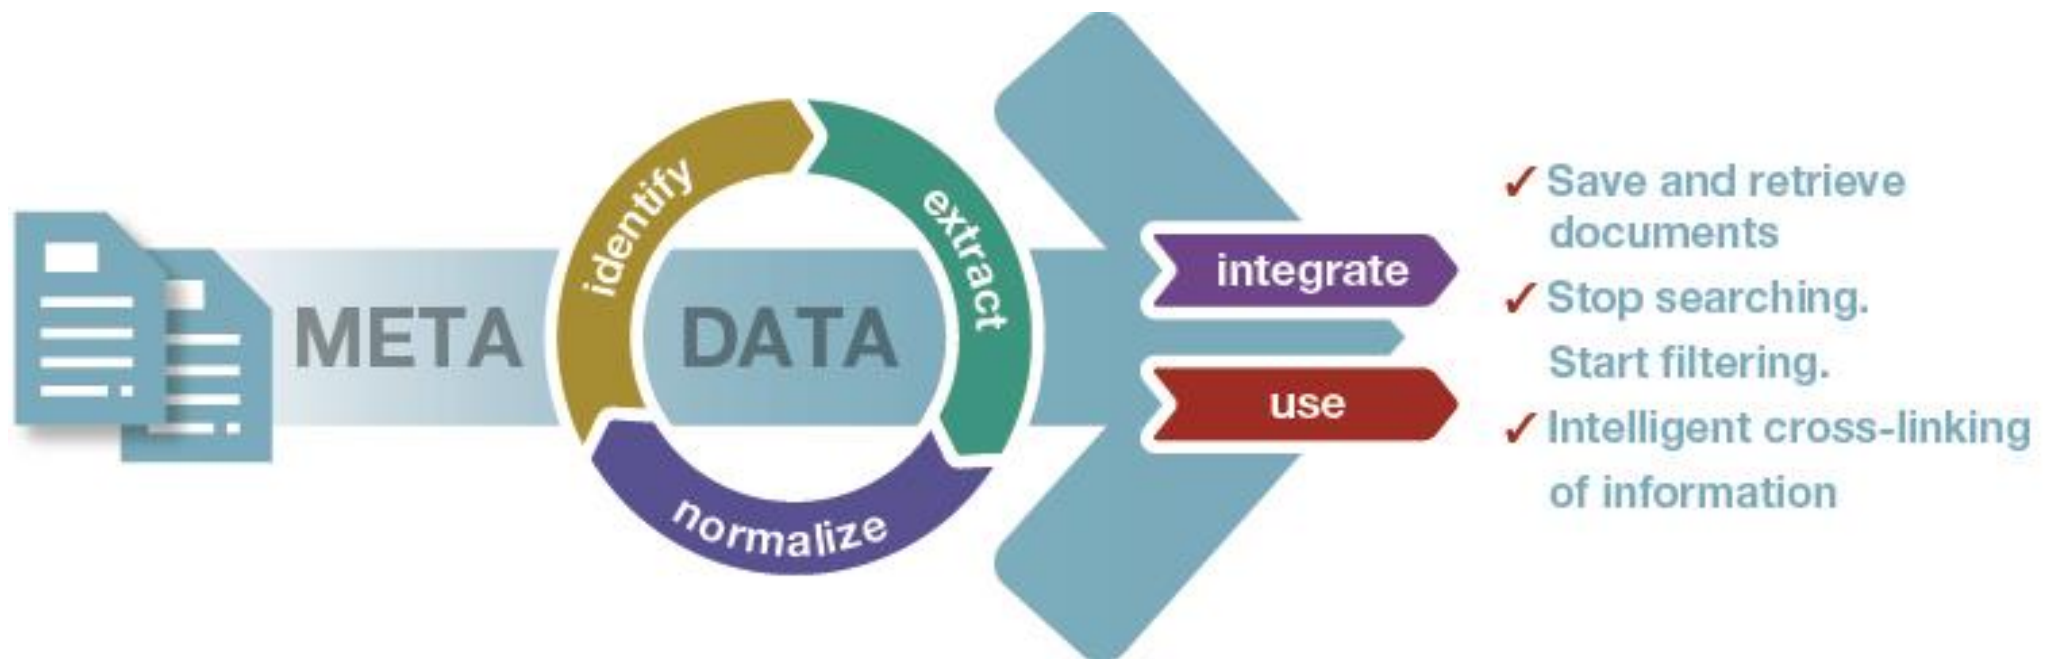 META
DATA
identify
extract
normalize
integrate
use
✓ Save and retrieve
documents
✓ Stop searching.
Start filtering.
✓ Intelligent cross-linking
of information